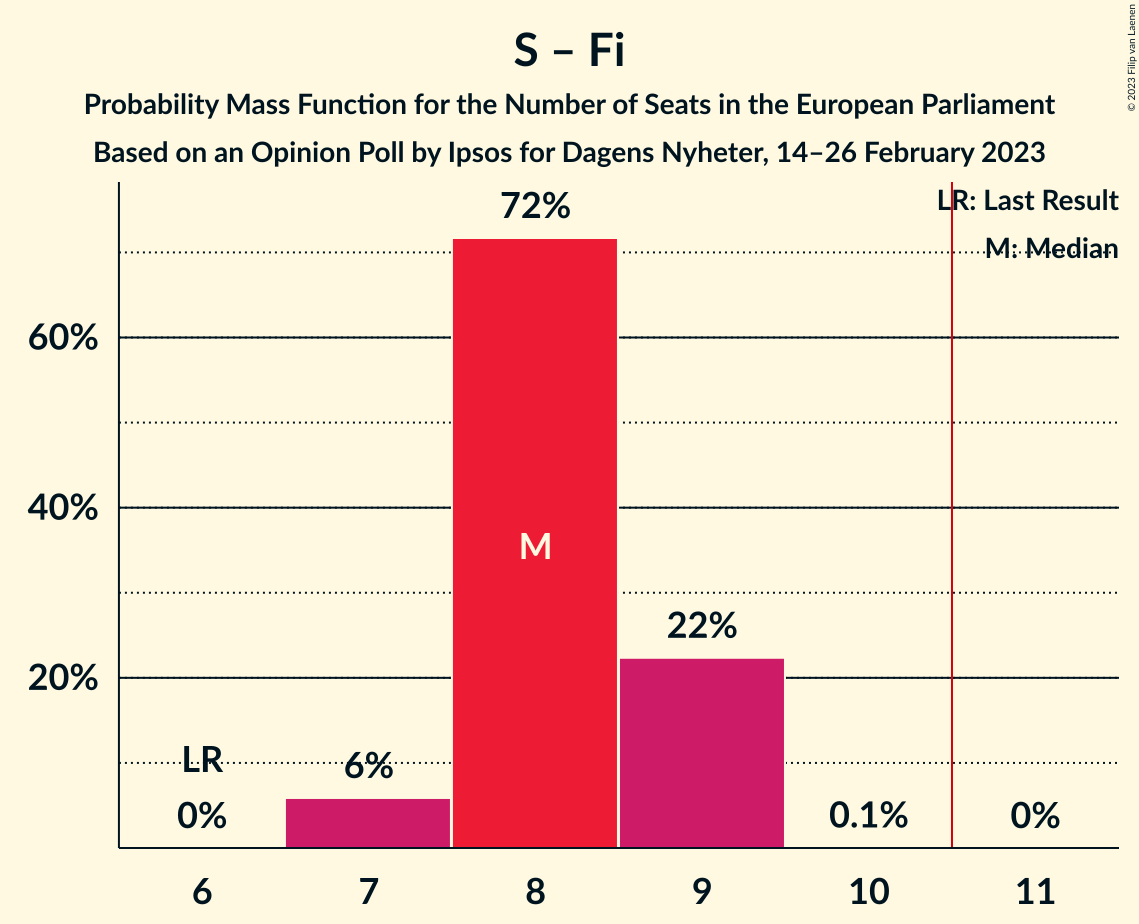 S – Fi
Probability Mass Function for the Number of Seats in the European Parliament
Based on an Opinion Poll by Ipsos for Dagens Nyheter, 14–26 February 2023
© 2023 Filip van Laenen
LR: Last Result
M: Median
72%
60%
40%
M
22%
20%
LR
6%
0%
0.1%
0%
6 7 8 9 10 11